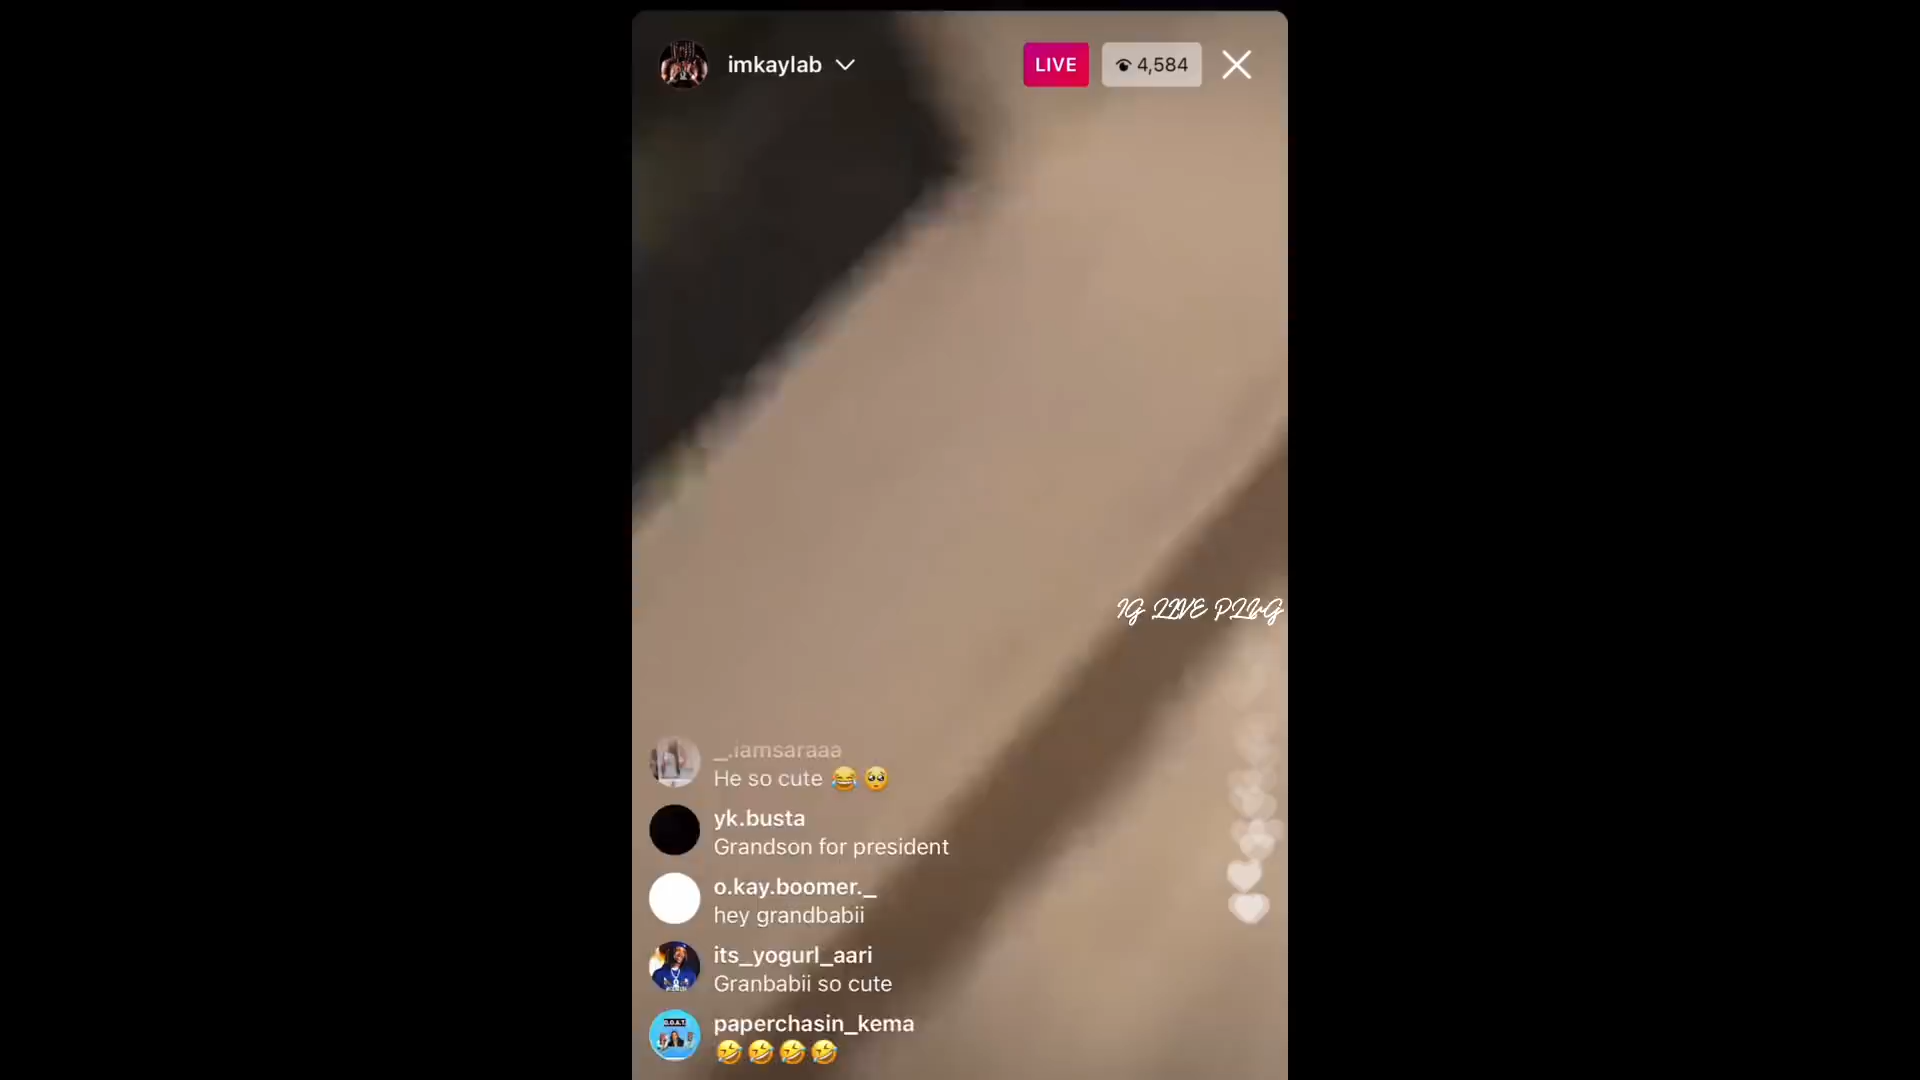 imkaylab
LIVE
4,584
IG LIVE PLUG
_.iamsaraaa
He so cute 😂 🥹
yk.busta
Grandson for president
o.kay.boomer._
hey grandbabii
its_yogurl_aari
Granbabii so cute
paperchasin_kema
🤣🤣🤣🤣